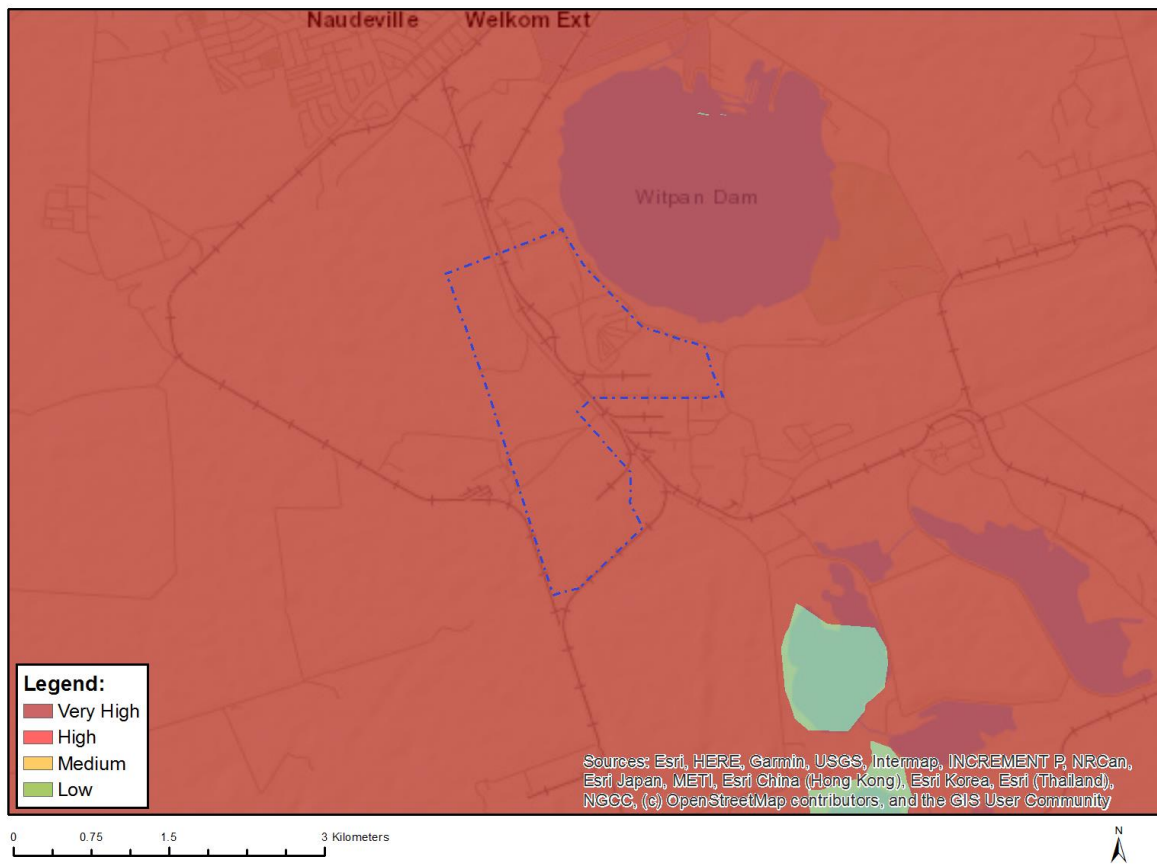 Naudeville Welkom Ext
Witpan Dam
Legend:
Very High
High
Medium
Low
Sources: Esri, HERE, Garmin, USGS, Intermap, INCREMENT P, NRCan,
Esri Japan, METI, Esri China (Hong Kong), Esri Korea, Esri (Thailand),
NGCC, (c) OpenStreetMap contributors, and the GIS User Community
0 0.75 1.5 3 Kilometers
N